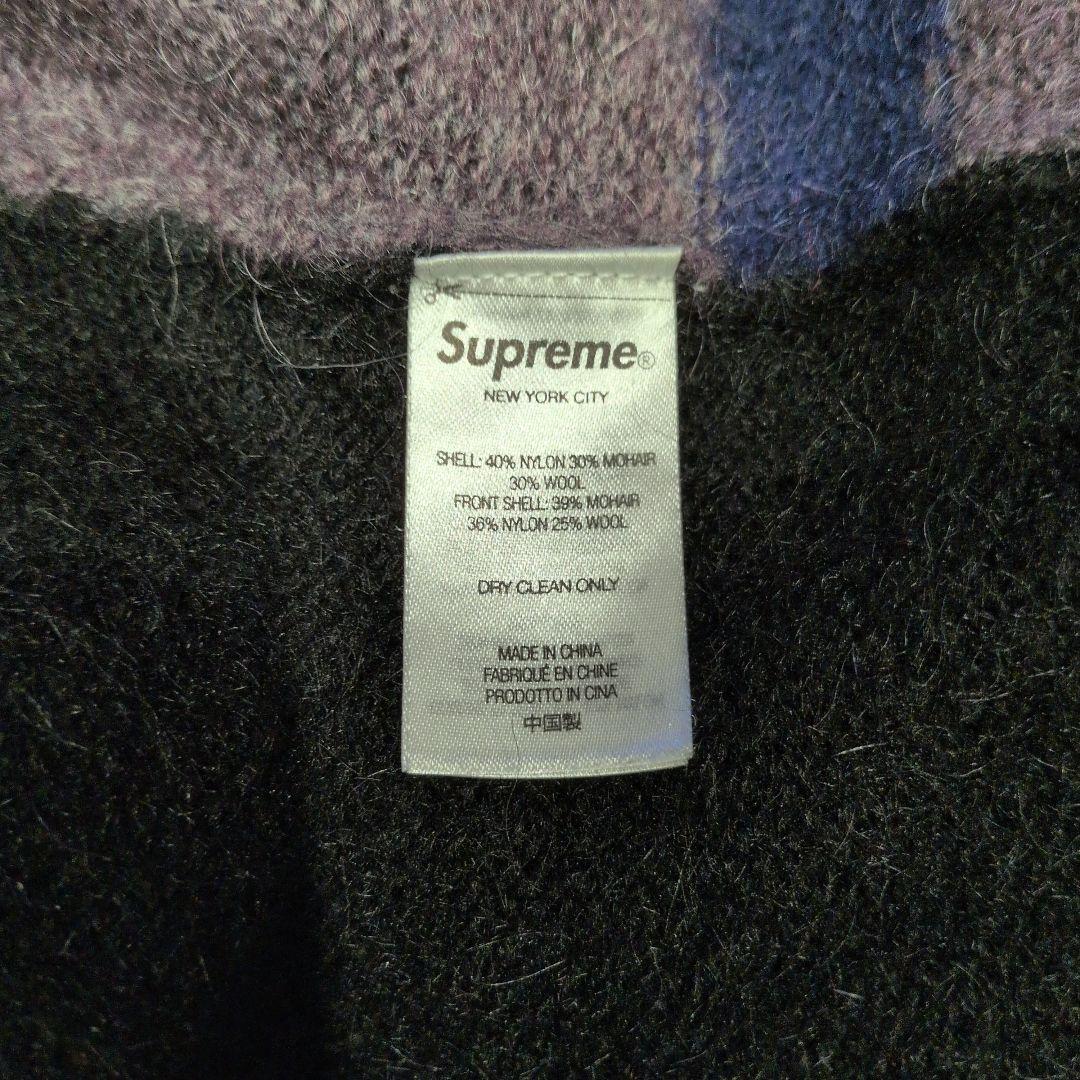 Supreme®
NEW YORK CITY
SHELL: 40% NYLON 30% MOHAIR
30% WOOL
FRONT SHELL: 39% MOHAIR
36% NYLON 25% WOOL
DRY CLEAN ONLY
MADE IN CHINA
FABRIQUÉ EN CHINE
PRODOTTO IN CINA
中国製